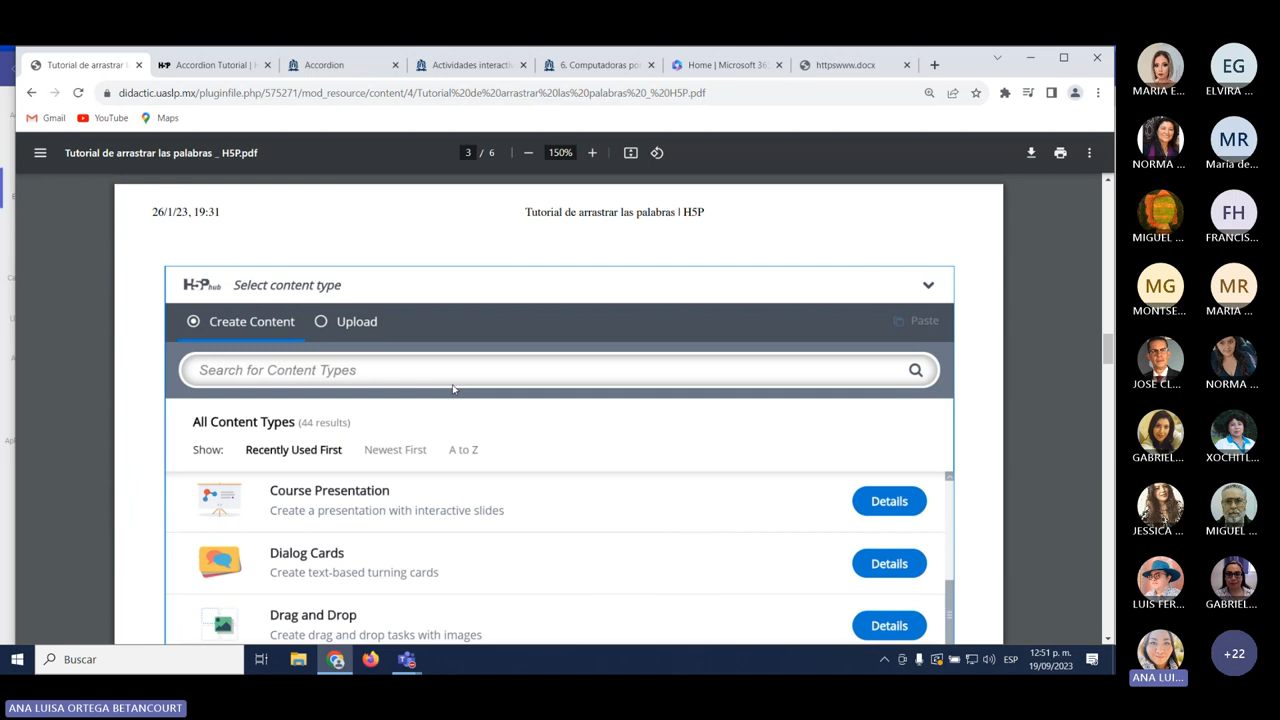 Tutorial de arrastrar l
Accordion Tutorial | H
Accordion
Actividades interactiv
6. Computadoras po
Home | Microsoft 36
httpswww.docx
didactic.uaslp.mx/pluginfile.php/575271/mod_resource/content/4/Tutorial%20de%20arrastrar%20las%20palabras%20_%20H5P.pdf
Gmail
YouTube
Maps
Tutorial de arrastrar las palabras _ H5P.pdf
3 / 6
150%
26/1/23, 19:31
Tutorial de arrastrar las palabras | H5P
H5P hub Select content type
Create Content
Upload
Paste
Search for Content Types
All Content Types (44 results)
Show: Recently Used First Newest First A to Z
Course Presentation
Create a presentation with interactive slides
Details
Dialog Cards
Create text-based turning cards
Details
Drag and Drop
Create drag and drop tasks with images
Details
Buscar
ESP
12:51 p. m.
19/09/2023
MARIA E...
EG
ELVIRA ...
NORMA ...
MR
María de...
MIGUEL ...
FH
FRANCIS...
MG
MONTSE...
MR
MARIA ...
JOSE CL...
NORMA ...
GABRIEL...
XOCHITL...
JESSICA ...
MIGUEL ...
LUIS FER...
GABRIEL...
ANA LUI...
+22
ANA LUISA ORTEGA BETANCOURT